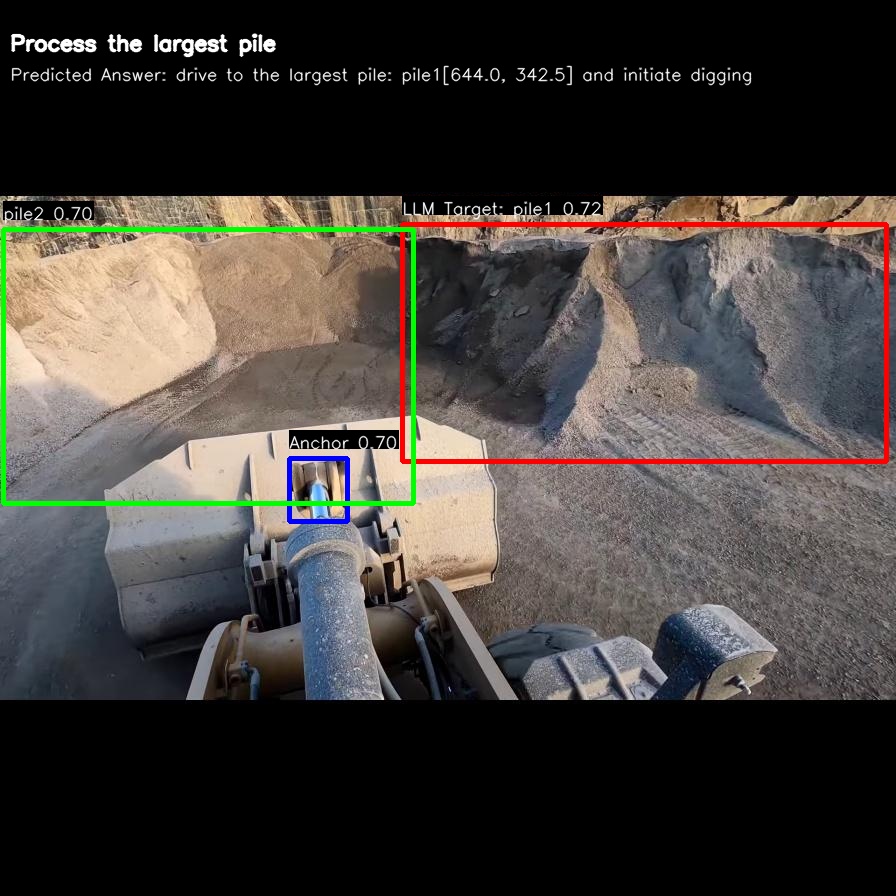 Process the largest pile
Predicted Answer: drive to the largest pile: pile1[644.0, 342.5] and initiate digging
pile2 0.70
LLM Target: pile1 0.72
Anchor 0.70